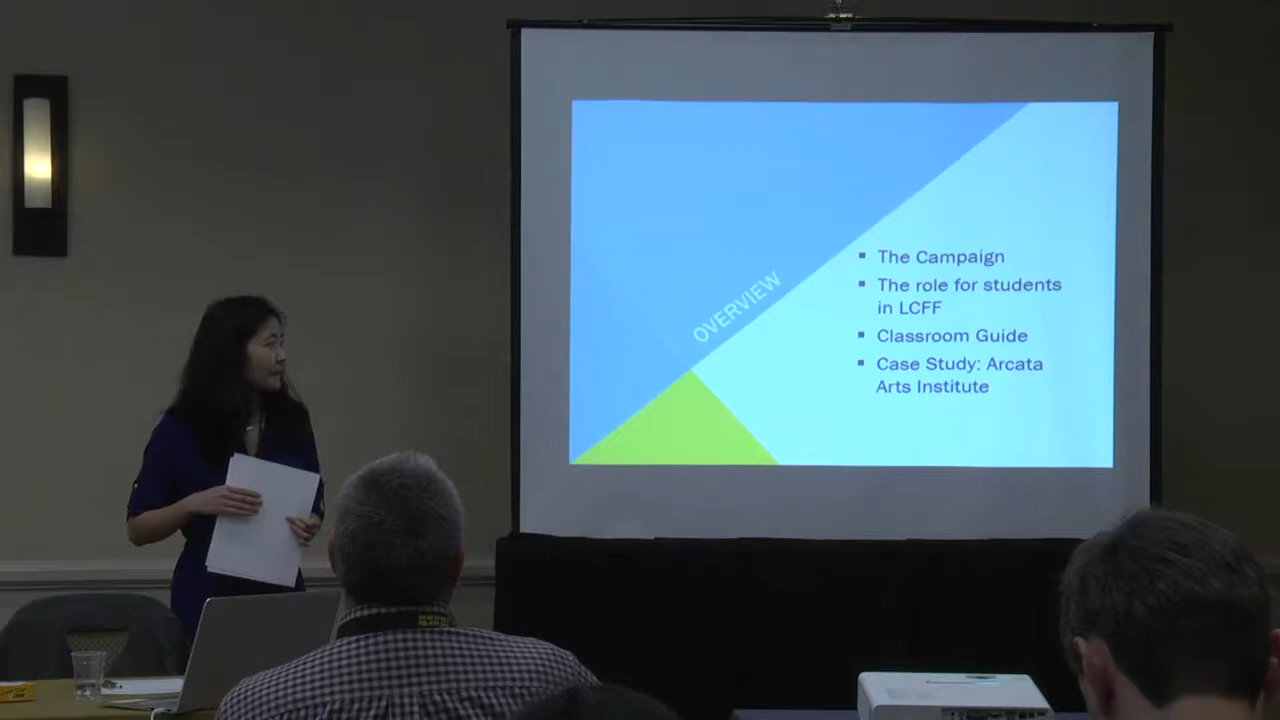 OVERVIEW
▪ The Campaign
▪ The role for students
in LCFF
▪ Classroom Guide
▪ Case Study: Arcata
Arts Institute